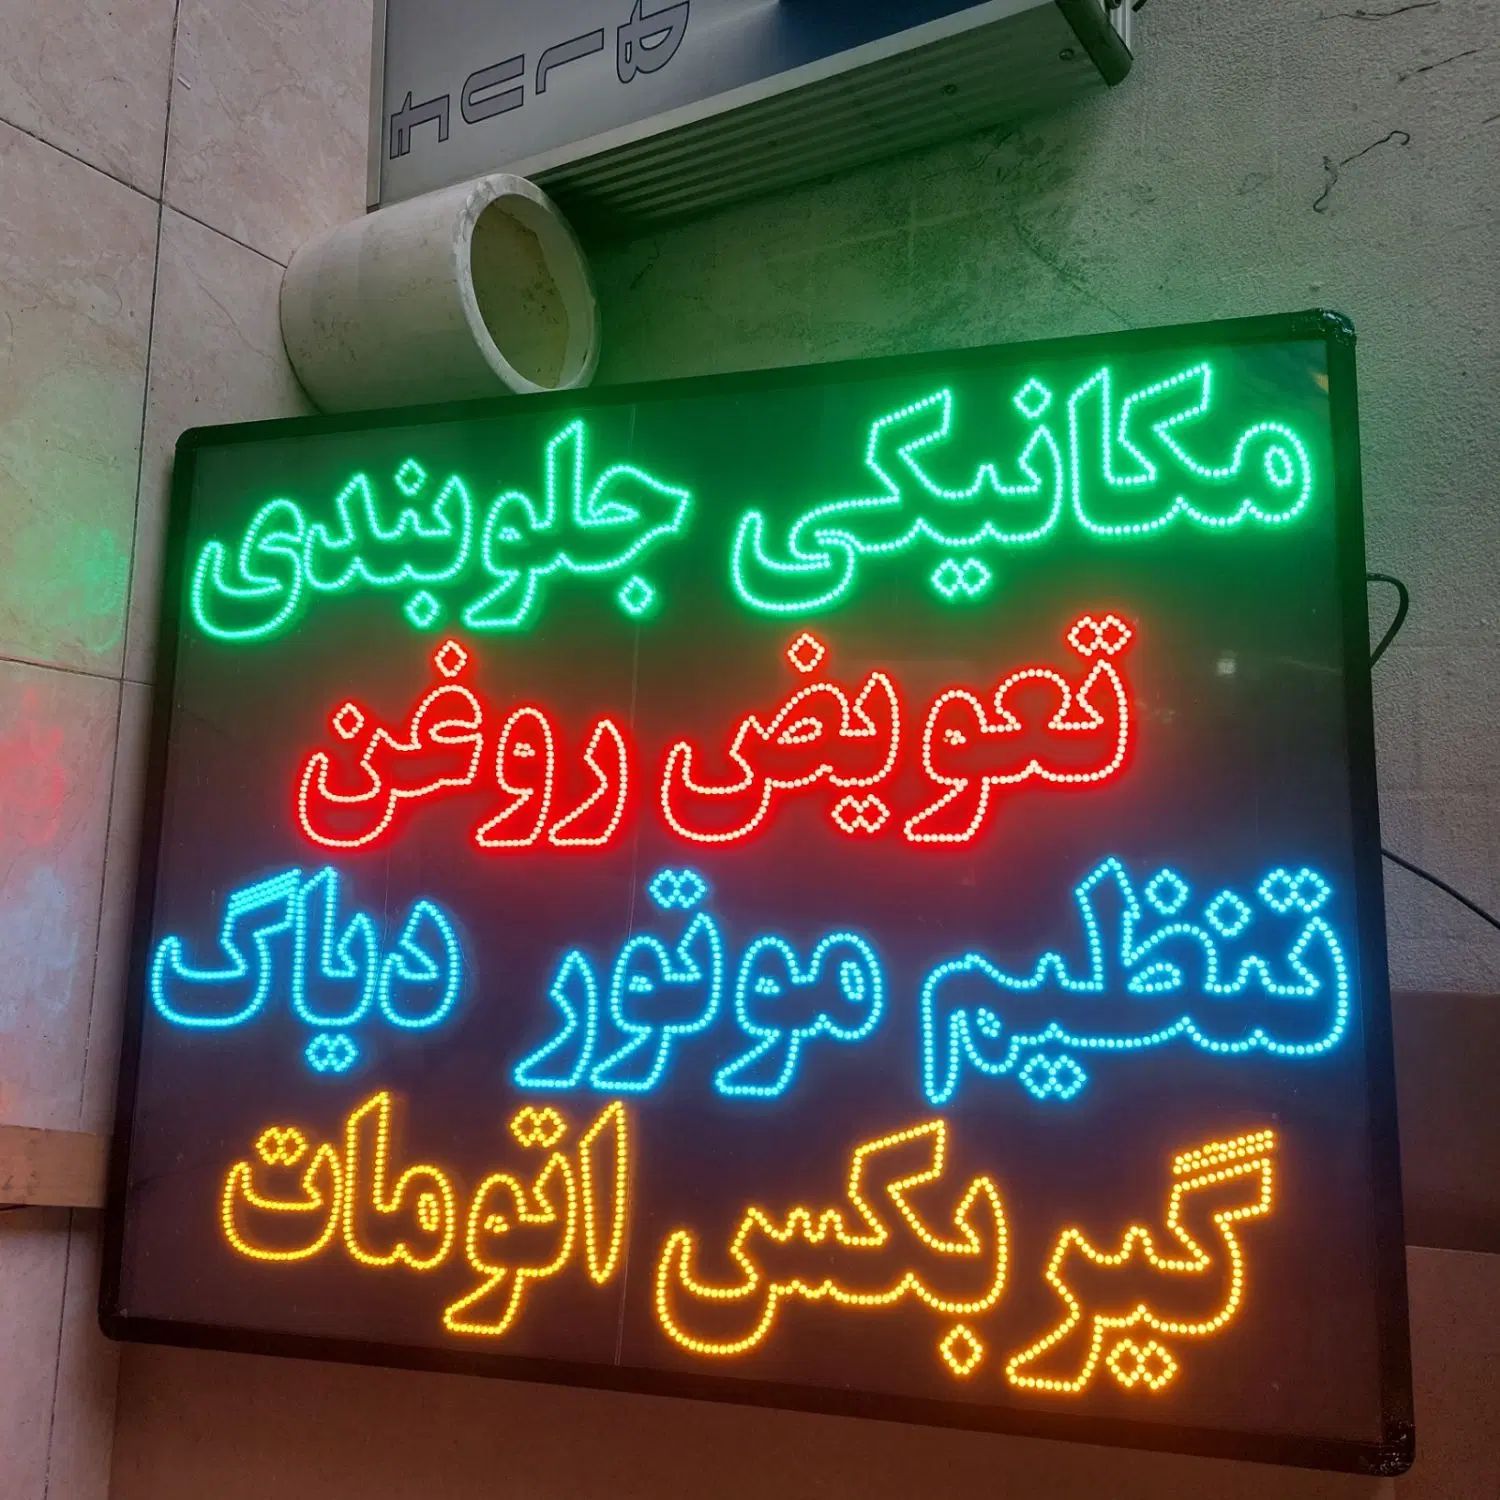 مکانیکی جلوبندی
تعویض روغن
تنظیم موتور دیاگ
گیربکس اتومات